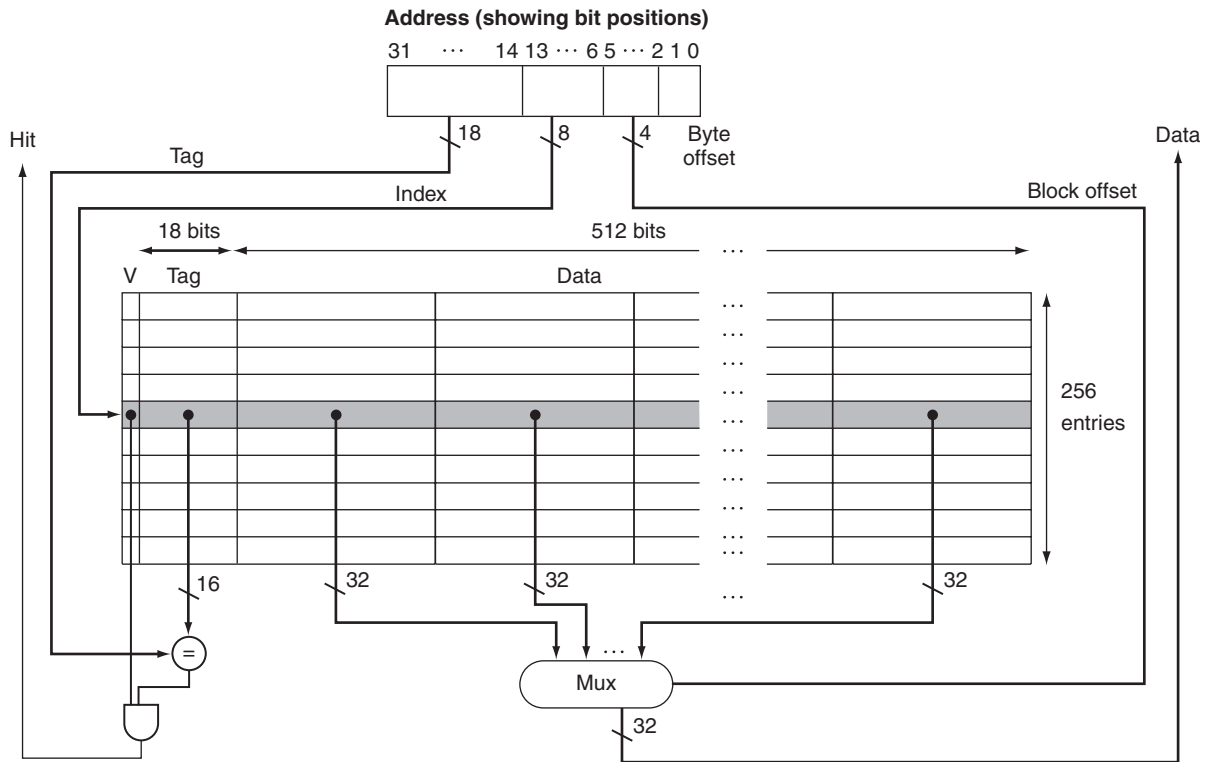 Address (showing bit positions)
31 ··· 14 13 ··· 6 5 ··· 2 1 0
18 8 4 Byte offset
Hit
Data
Tag
Index
Block offset
18 bits
512 bits
...
V Tag Data
...
...
...
...
...
...
...
...
...
...
256
entries
16 32 32 ... 32
=
...
Mux
32